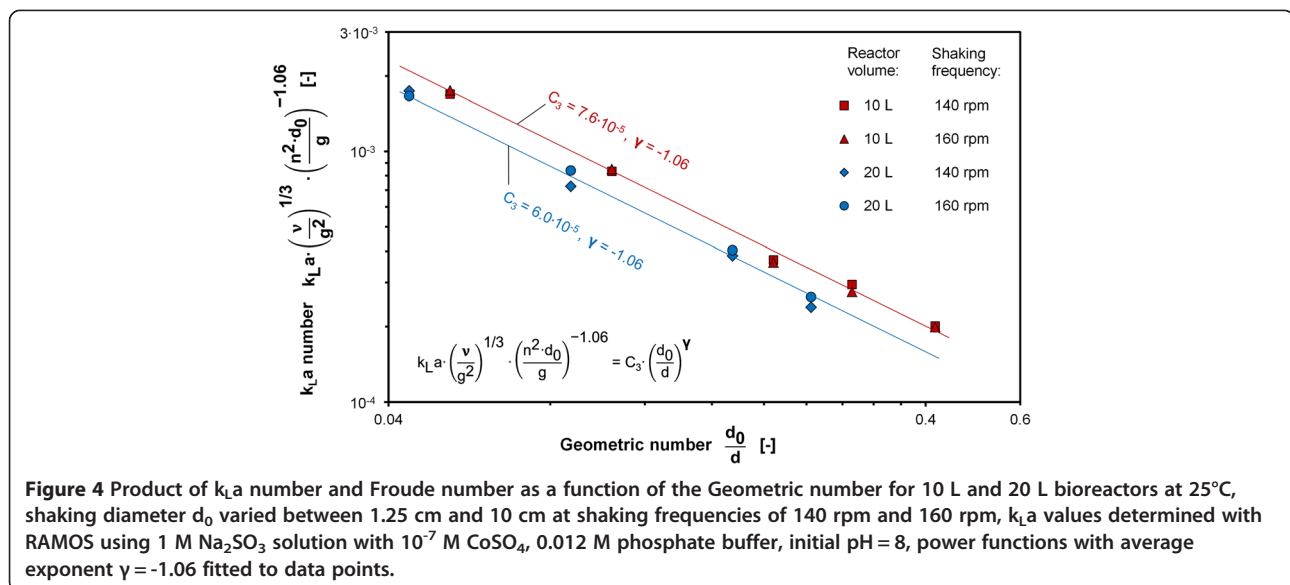 3·10⁻³
10⁻³
10⁻⁴
k_L a number k_L a·(ν/g²)^1/3 · (n²·d₀/g)^−1.06 [-]
C₃ = 7.6·10⁻⁵, γ = -1.06
C₃ = 6.0·10⁻⁵, γ = -1.06
Reactor volume: Shaking frequency:
10 L 140 rpm
10 L 160 rpm
20 L 140 rpm
20 L 160 rpm
k_L a·(ν/g²)^1/3 · (n²·d₀/g)^−1.06 = C₃·(d₀/d)^γ
0.04 0.4 0.6
Geometric number d₀/d [-]
Figure 4 Product of k_La number and Froude number as a function of the Geometric number for 10 L and 20 L bioreactors at 25°C,
shaking diameter d₀ varied between 1.25 cm and 10 cm at shaking frequencies of 140 rpm and 160 rpm, k_La values determined with
RAMOS using 1 M Na₂SO₃ solution with 10⁻⁷ M CoSO₄, 0.012 M phosphate buffer, initial pH = 8, power functions with average
exponent γ = -1.06 fitted to data points.